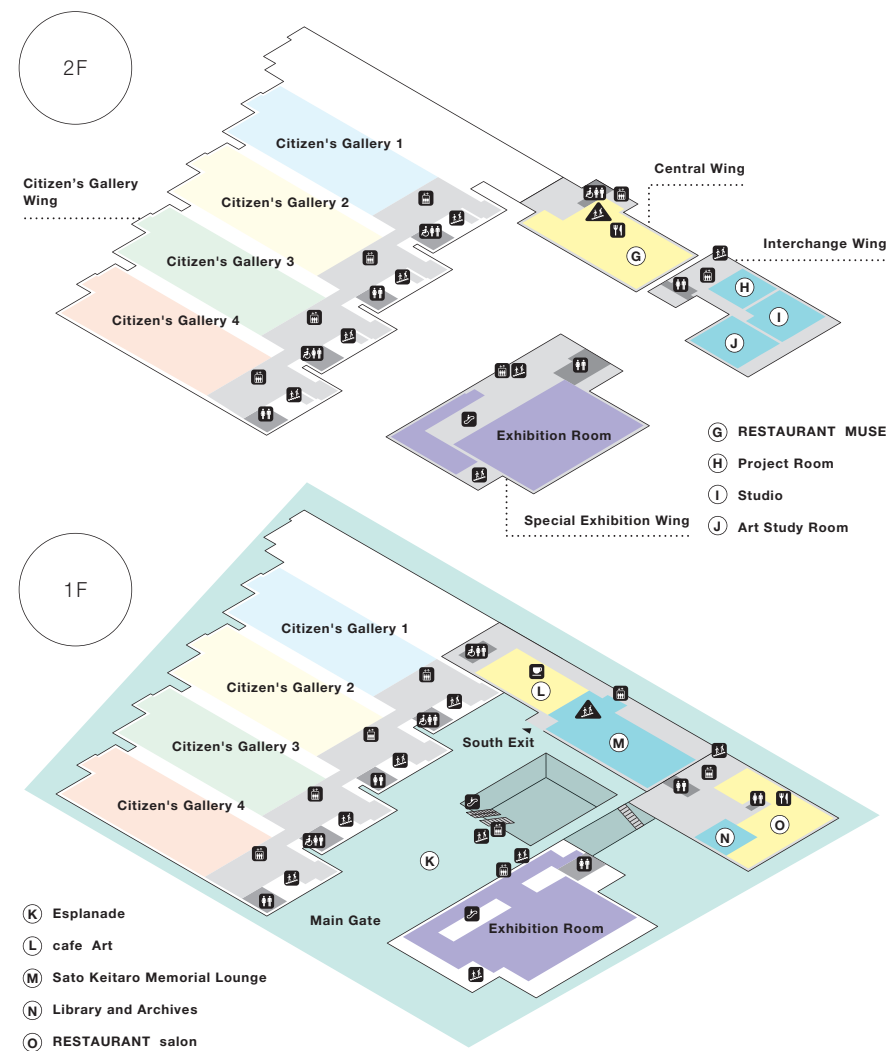 2F
Citizen's Gallery 1
Citizen's Gallery 2
Citizen's Gallery 3
Citizen's Gallery 4
Citizen's Gallery
Wing
Central Wing
Interchange Wing
G
H
I
J
Exhibition Room
Special Exhibition Wing
G RESTAURANT MUSE
H Project Room
I Studio
J Art Study Room
1F
Citizen's Gallery 1
Citizen's Gallery 2
Citizen's Gallery 3
Citizen's Gallery 4
L
South Exit
M
N
O
K
Main Gate
Exhibition Room
K Esplanade
L cafe Art
M Sato Keitaro Memorial Lounge
N Library and Archives
O RESTAURANT salon